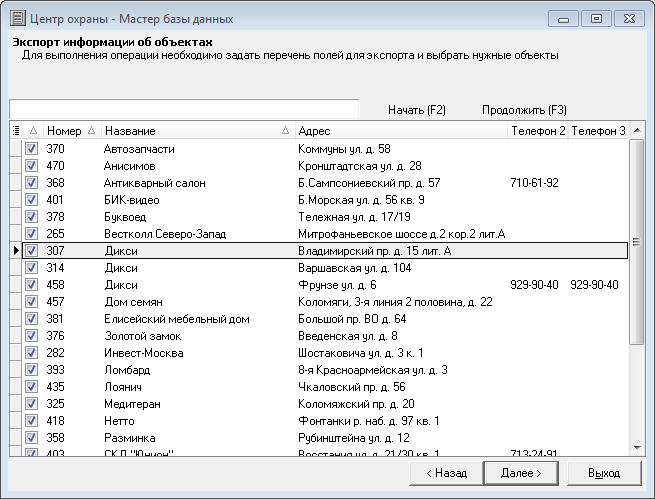 Центр охраны - Мастер базы данных
Экспорт информации об объектах
Для выполнения операции необходимо задать перечень полей для экспорта и выбрать нужные объекты
Начать (F2) Продолжить (F3)
Номер Название Адрес Телефон 2 Телефон 3
370 Автозапчасти Коммуны ул. д. 58
470 Анисимов Кронштадтская ул. д. 28
368 Антикварный салон Б.Сампсониевский пр. д. 57 710-61-92
401 БИК-видео Б.Морская ул. д. 56 кв. 9
378 Буквоед Тележная ул. д. 17/19
265 Вестколл Северо-Запад Митрофаньевское шоссе д.2 кор.2 лит.А
307 Дикси Владимирский пр. д. 15 лит. А
314 Дикси Варшавская ул. д. 104
458 Дикси Фрунзе ул. д. 6 929-90-40 929-90-40
457 Дом семян Коломяги, 3-я линия 2 половина, д. 22
381 Елисейский мебельный дом Большой пр. ВО д. 64
376 Золотой замок Введенская ул. д. 8
282 Инвест-Москва Шостаковича ул. д. 3 к. 1
393 Ломбард 8-я Красноармейская ул. д. 3
435 Лоянич Чкаловский пр. д. 56
325 Медитеран Коломяжский пр. д. 20
418 Нетто Фонтанки р. наб. д. 97 кв. 1
358 Разминка Рубинштейна ул. д. 12
403 СКЛ "Юнион" Восстания ул. д. 21/30 кв. 1 713-24-91
< Назад Далее > Выход